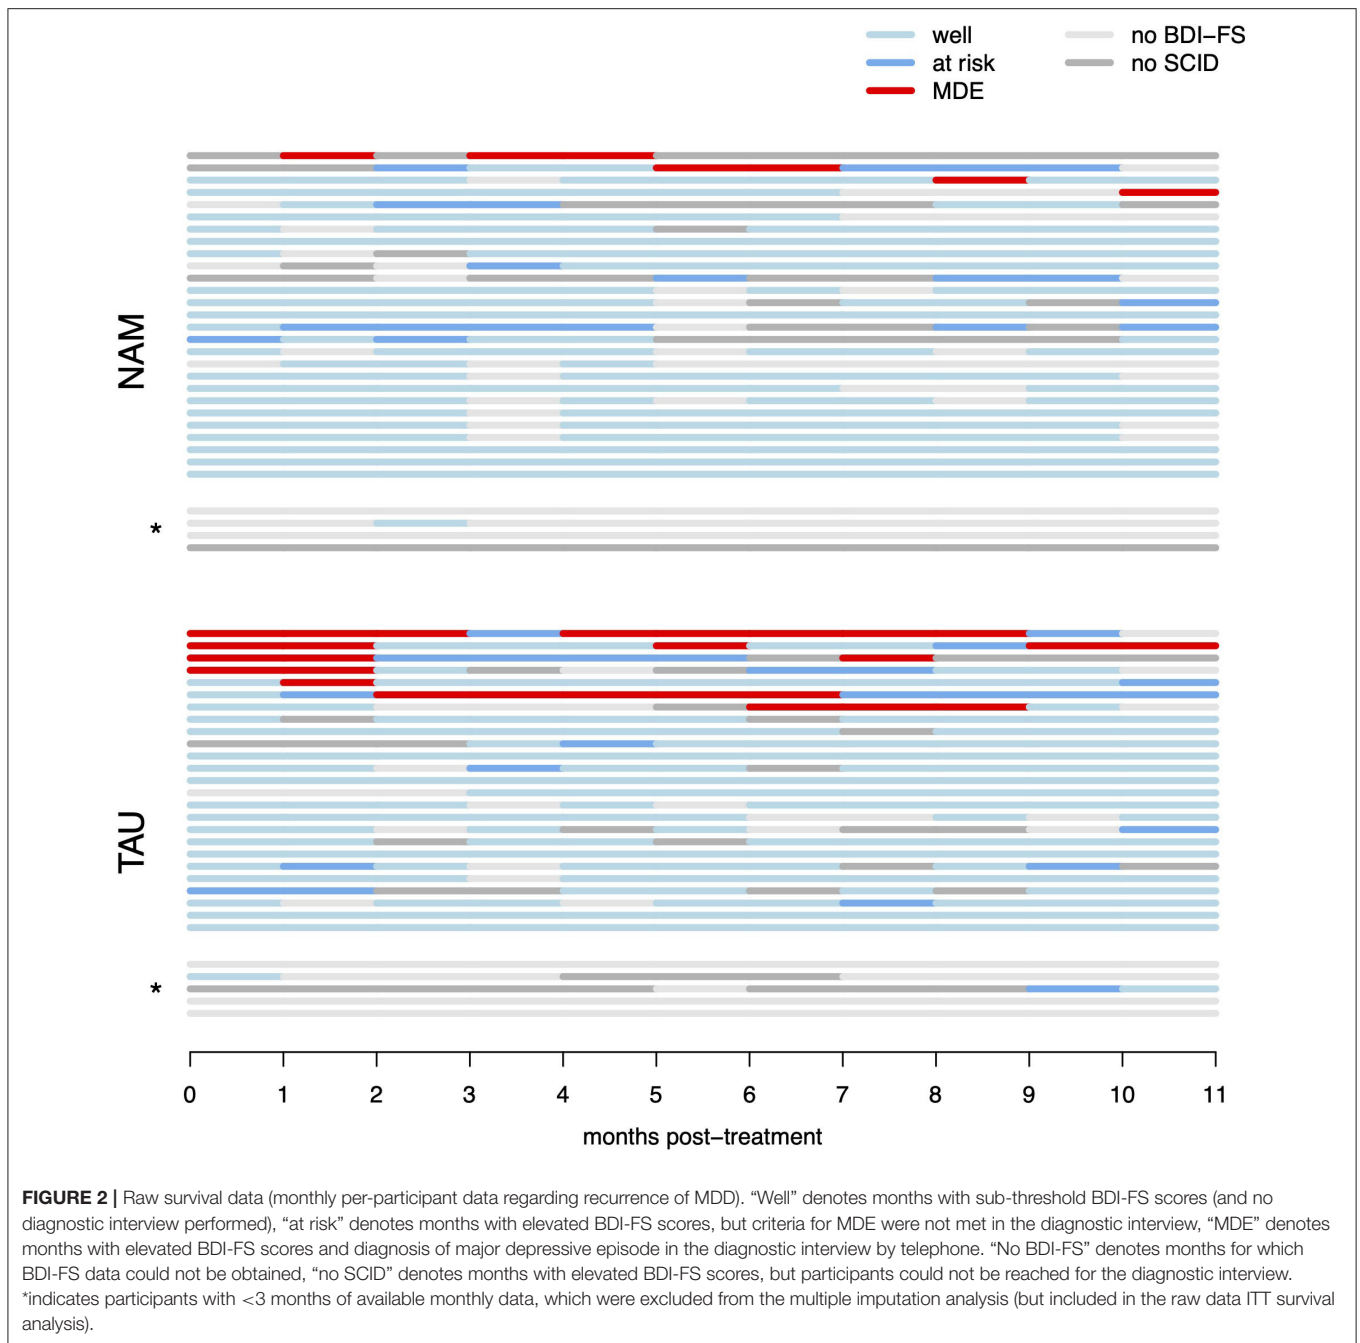 well
at risk
MDE
no BDI–FS
no SCID
NAM
*
TAU
*
0 1 2 3 4 5 6 7 8 9 10 11
months post–treatment
FIGURE 2 | Raw survival data (monthly per-participant data regarding recurrence of MDD). “Well” denotes months with sub-threshold BDI-FS scores (and no
diagnostic interview performed), “at risk” denotes months with elevated BDI-FS scores, but criteria for MDE were not met in the diagnostic interview, “MDE” denotes
months with elevated BDI-FS scores and diagnosis of major depressive episode in the diagnostic interview by telephone. “No BDI-FS” denotes months for which
BDI-FS data could not be obtained, “no SCID” denotes months with elevated BDI-FS scores, but participants could not be reached for the diagnostic interview.
*indicates participants with <3 months of available monthly data, which were excluded from the multiple imputation analysis (but included in the raw data ITT survival
analysis).